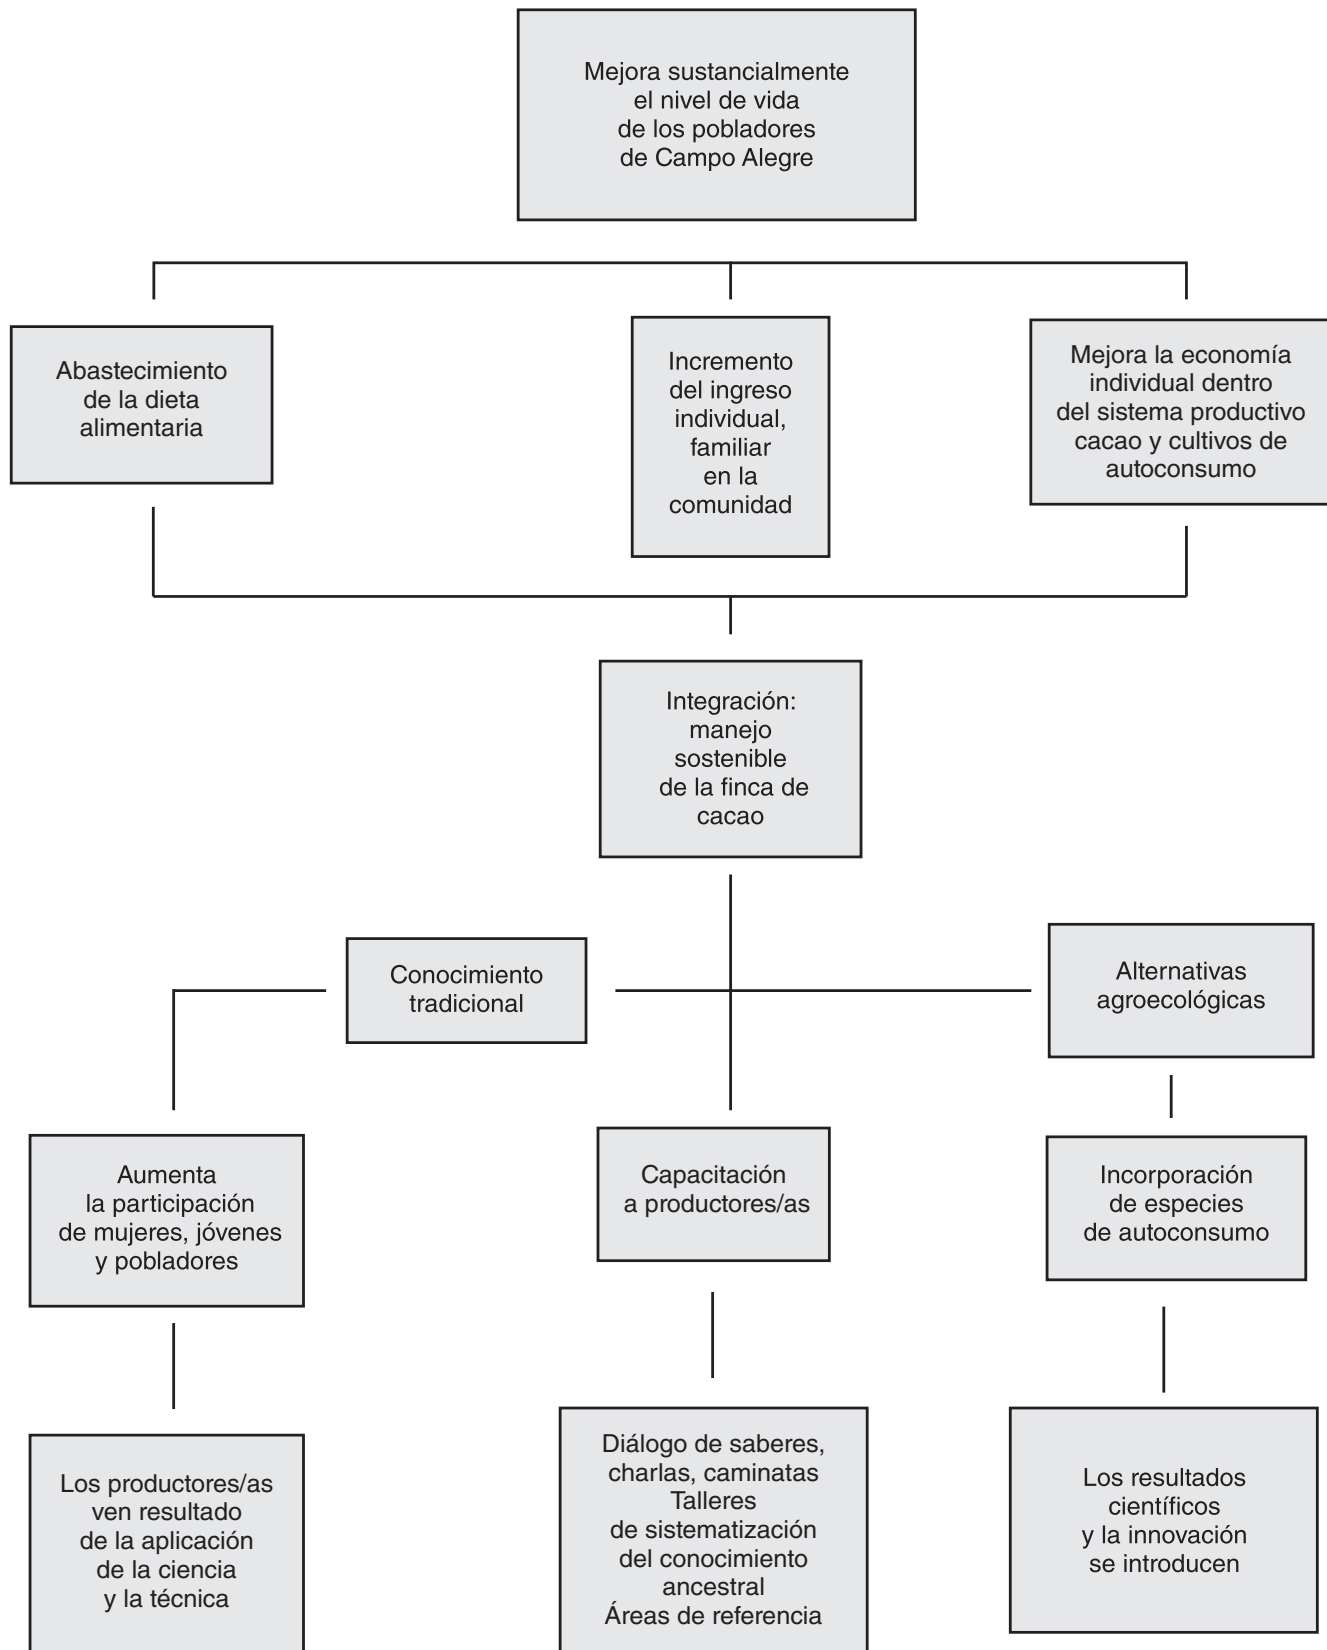 Mejora sustancialmente
el nivel de vida
de los pobladores
de Campo Alegre
Abastecimiento
de la dieta
alimentaria
Incremento
del ingreso
individual,
familiar
en la
comunidad
Mejora la economía
individual dentro
del sistema productivo
cacao y cultivos de
autoconsumo
Integración:
manejo
sostenible
de la finca de
cacao
Conocimiento
tradicional
Alternativas
agroecológicas
Aumenta
la participación
de mujeres, jóvenes
y pobladores
Capacitación
a productores/as
Incorporación
de especies
de autoconsumo
Los productores/as
ven resultado
de la aplicación
de la ciencia
y la técnica
Diálogo de saberes,
charlas, caminatas
Talleres
de sistematización
del conocimiento
ancestral
Áreas de referencia
Los resultados
científicos
y la innovación
se introducen